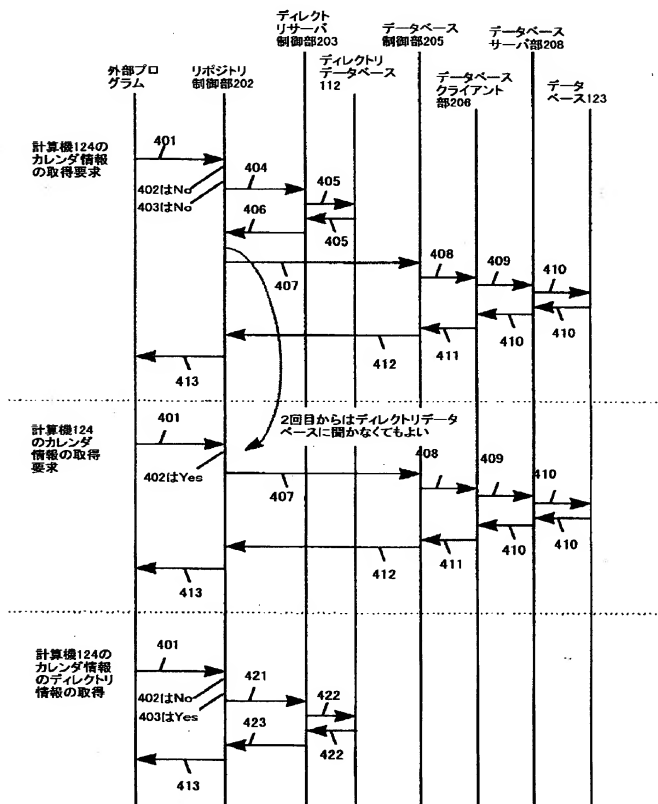 ディレクト
リサーバ
制御部203
データベース
制御部205
データベース
サーバ部208
外部プロ
グラム
リポジトリ
制御部202
ディレクトリ
データベース
112
データベース
クライアント
部206
データ
ベース123
計算機124の
カレンダ情報
の取得要求
401
402はNo
403はNo
404
405
406
405
407
408
409
410
410
410
411
412
413
計算機124
のカレンダ
情報の取得
要求
401
402はYes
2回目からはディレクトリデータ
ベースに聞かなくてもよい
407
408
409
410
410
410
411
412
413
計算機124の
カレンダ情報
のディレクトリ
情報の取得
401
402はNo
403はYes
421
422
423
422
413